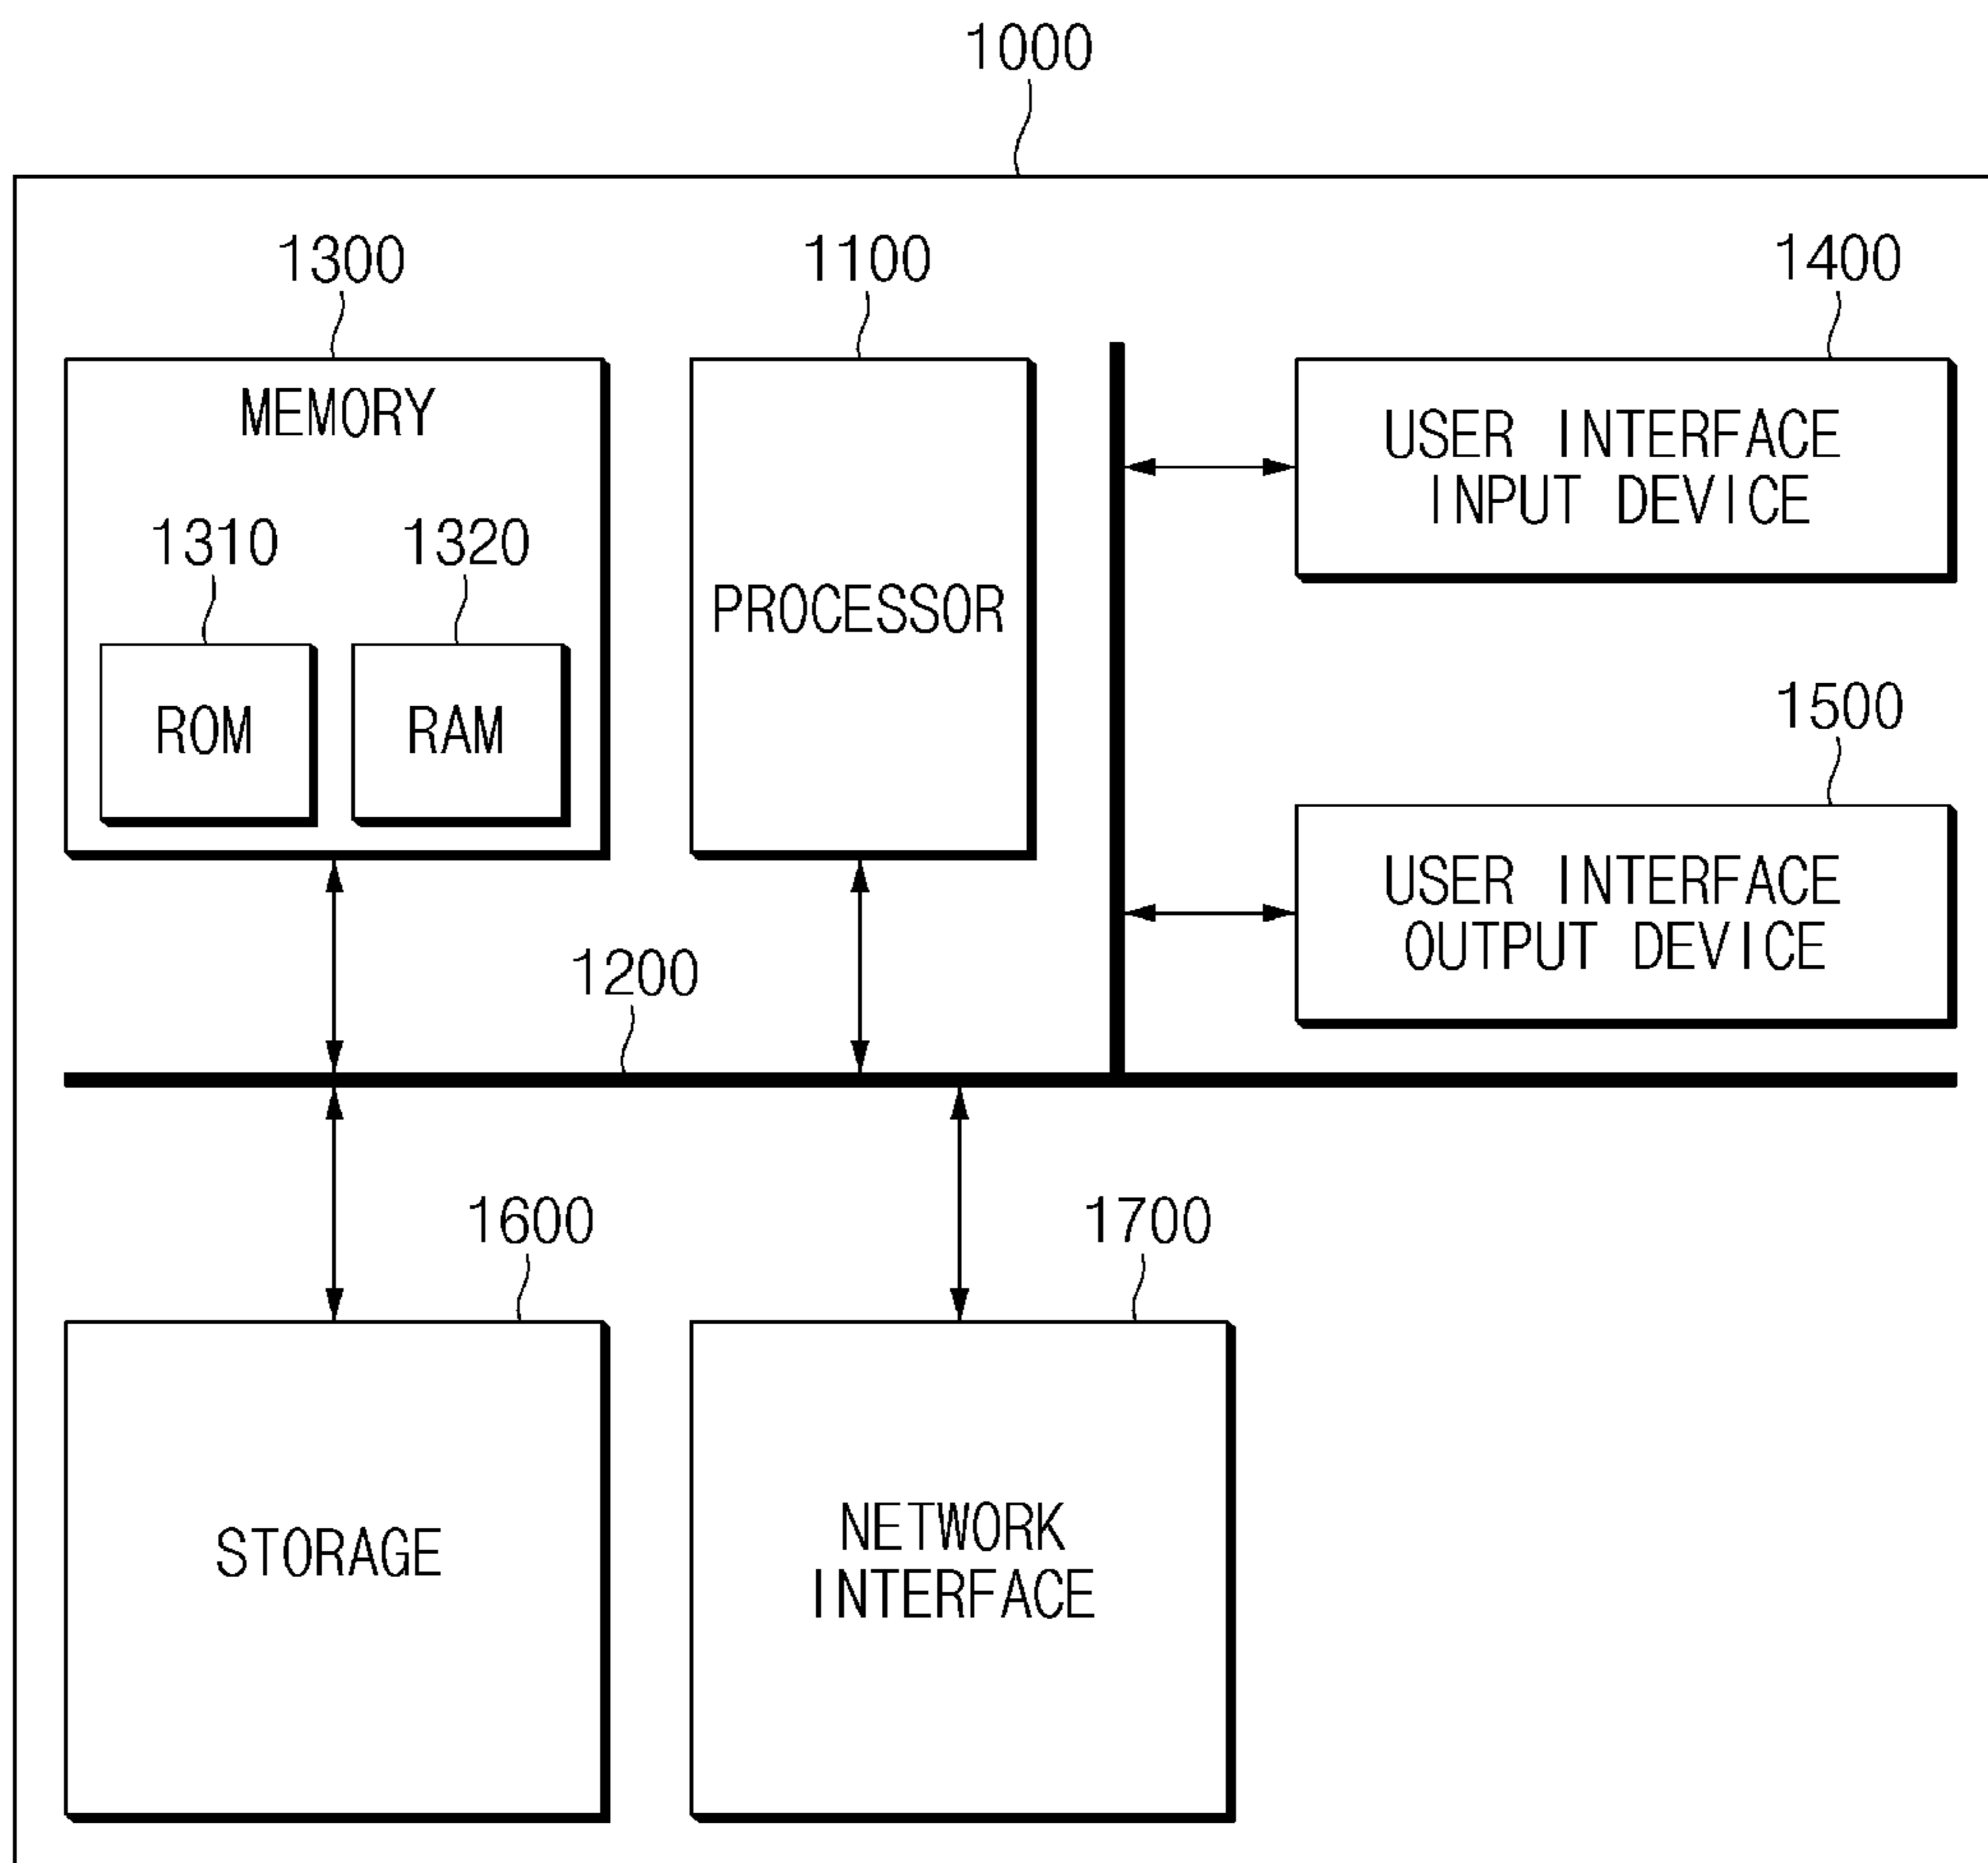 1000
1300
1100
1400
MEMORY
USER INTERFACE
INPUT DEVICE
1310
1320
PROCESSOR
ROM
RAM
1500
USER INTERFACE
OUTPUT DEVICE
1200
1600
1700
STORAGE
NETWORK
INTERFACE